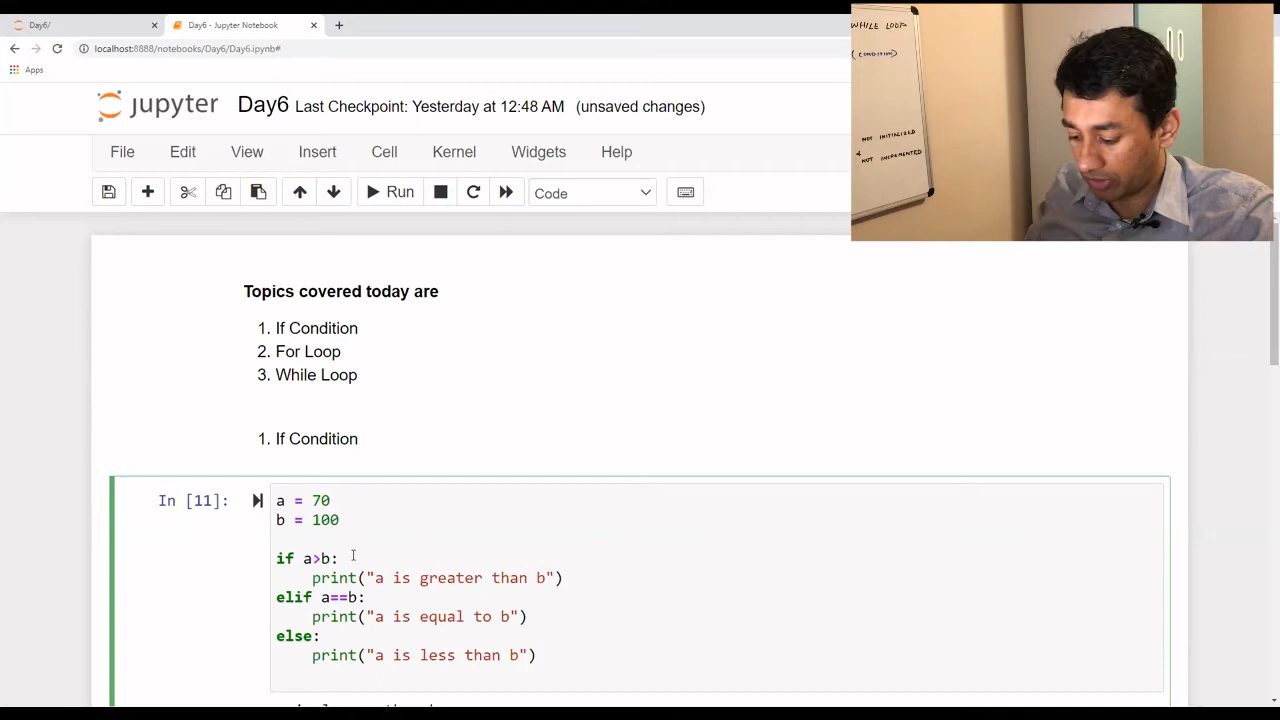 Day6/
Day6 - Jupyter Notebook
localhost:8888/notebooks/Day6/Day6.ipynb#
Apps
WHILE LOOP
(CONDITION)
NOT INITIALIZED
NOT INCREMENTED
jupyter Day6 Last Checkpoint: Yesterday at 12:48 AM (unsaved changes)
File Edit View Insert Cell Kernel Widgets Help
Run Code
Topics covered today are
1. If Condition
2. For Loop
3. While Loop
1. If Condition
In [11]:
a = 70
b = 100
if a>b:
print("a is greater than b")
elif a==b:
print("a is equal to b")
else:
print("a is less than b")